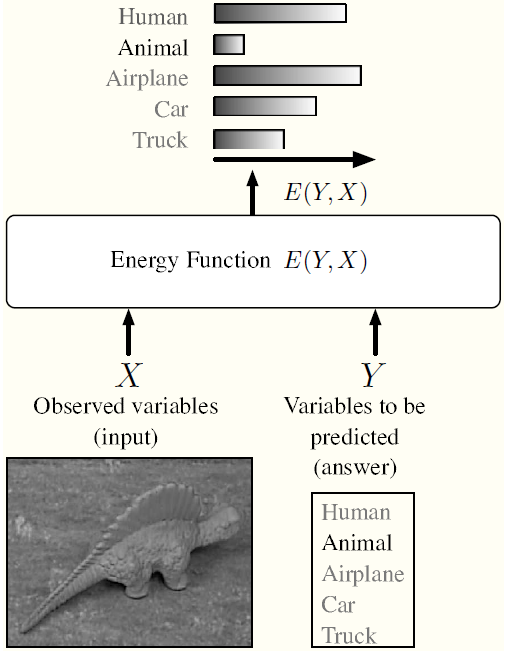 Human
Animal
Airplane
Car
Truck
E(Y, X)
Energy Function E(Y, X)
X
Y
Observed variables
(input)
Variables to be
predicted
(answer)
Human
Animal
Airplane
Car
Truck